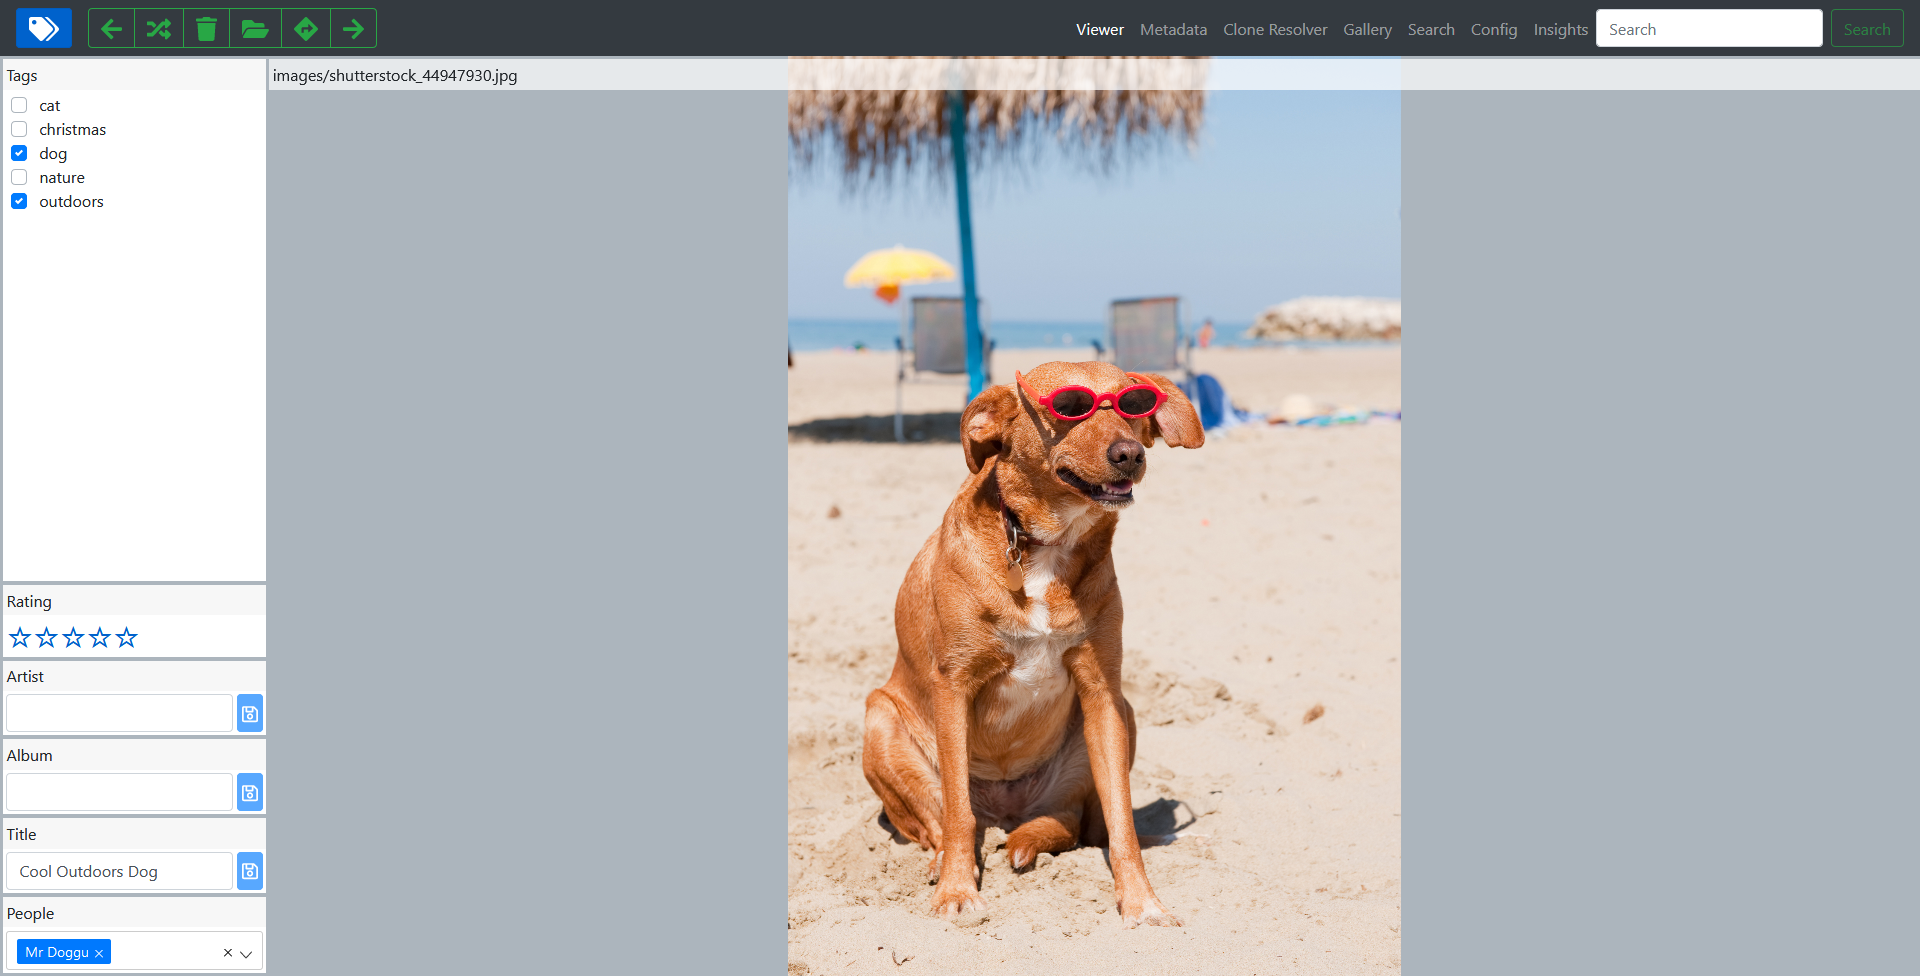 Viewer Metadata Clone Resolver Gallery Search Config Insights Search Search
Tags
images/shutterstock_44947930.jpg
cat
christmas
dog
nature
outdoors
Rating
Artist
Album
Title
Cool Outdoors Dog
People
Mr Doggu